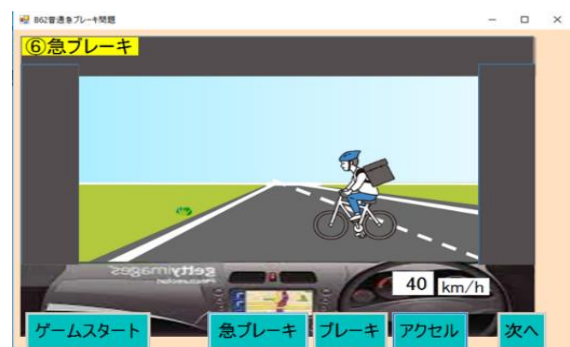 B62普通急ブレーキ問題
⑥急ブレーキ
gettyimages
40 km/h
ゲームスタート 急ブレーキ ブレーキ アクセル 次へ